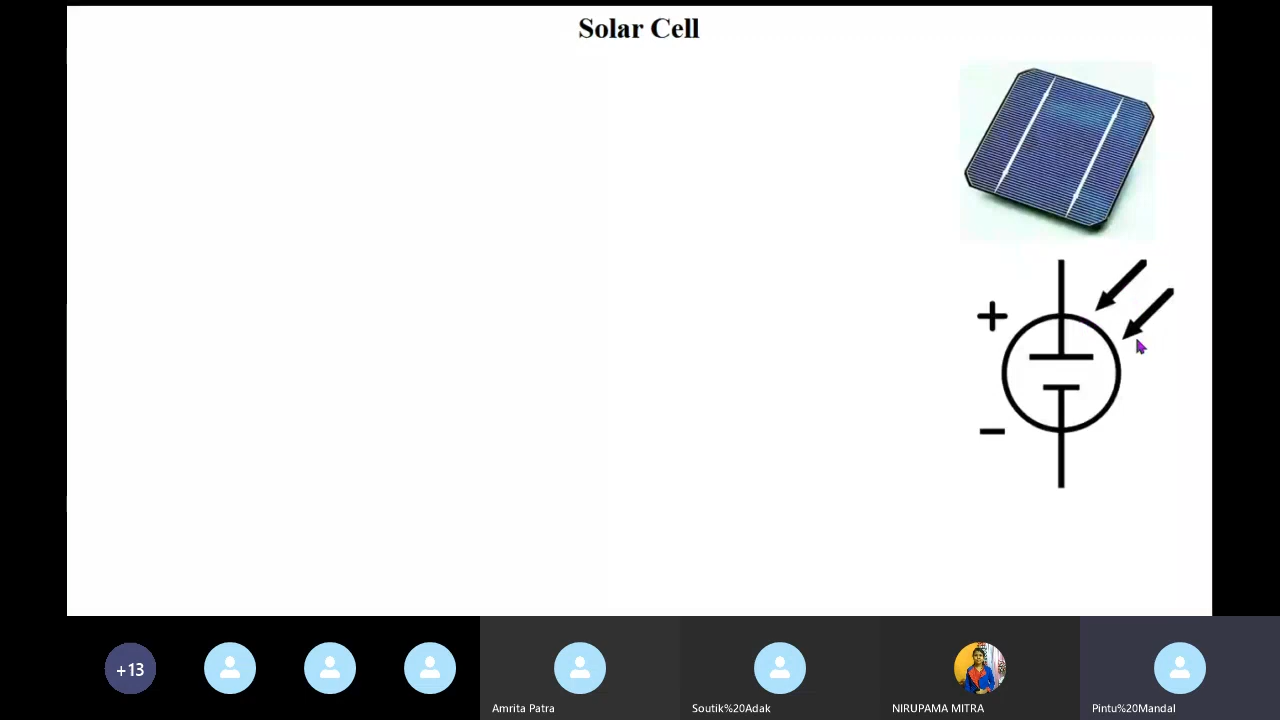 Solar Cell
+
−
+13
Amrita Patra
Soutik%20Adak
NIRUPAMA MITRA
Pintu%20Mandal